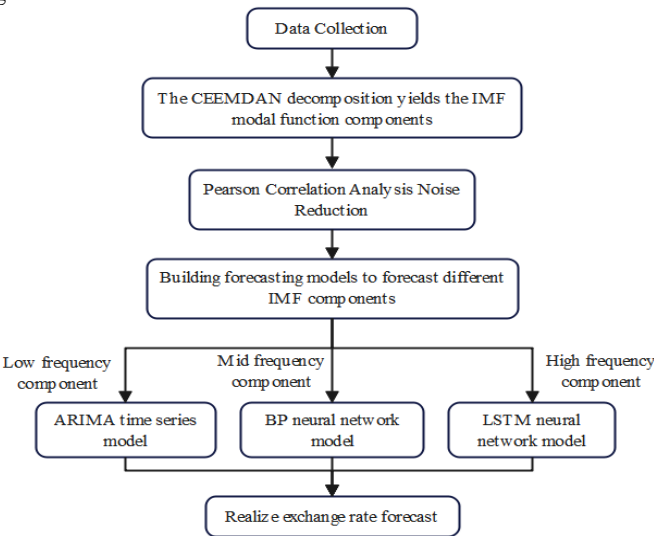 Data Collection
The CEEMDAN decomposition yields the IMF
modal function components
Pearson Correlation Analysis Noise
Reduction
Building forecasting models to forecast different
IMF components
Low frequency
component
Mid frequency
component
High frequency
component
ARIMA time series
model
BP neural network
model
LSTM neural
network model
Realize exchange rate forecast